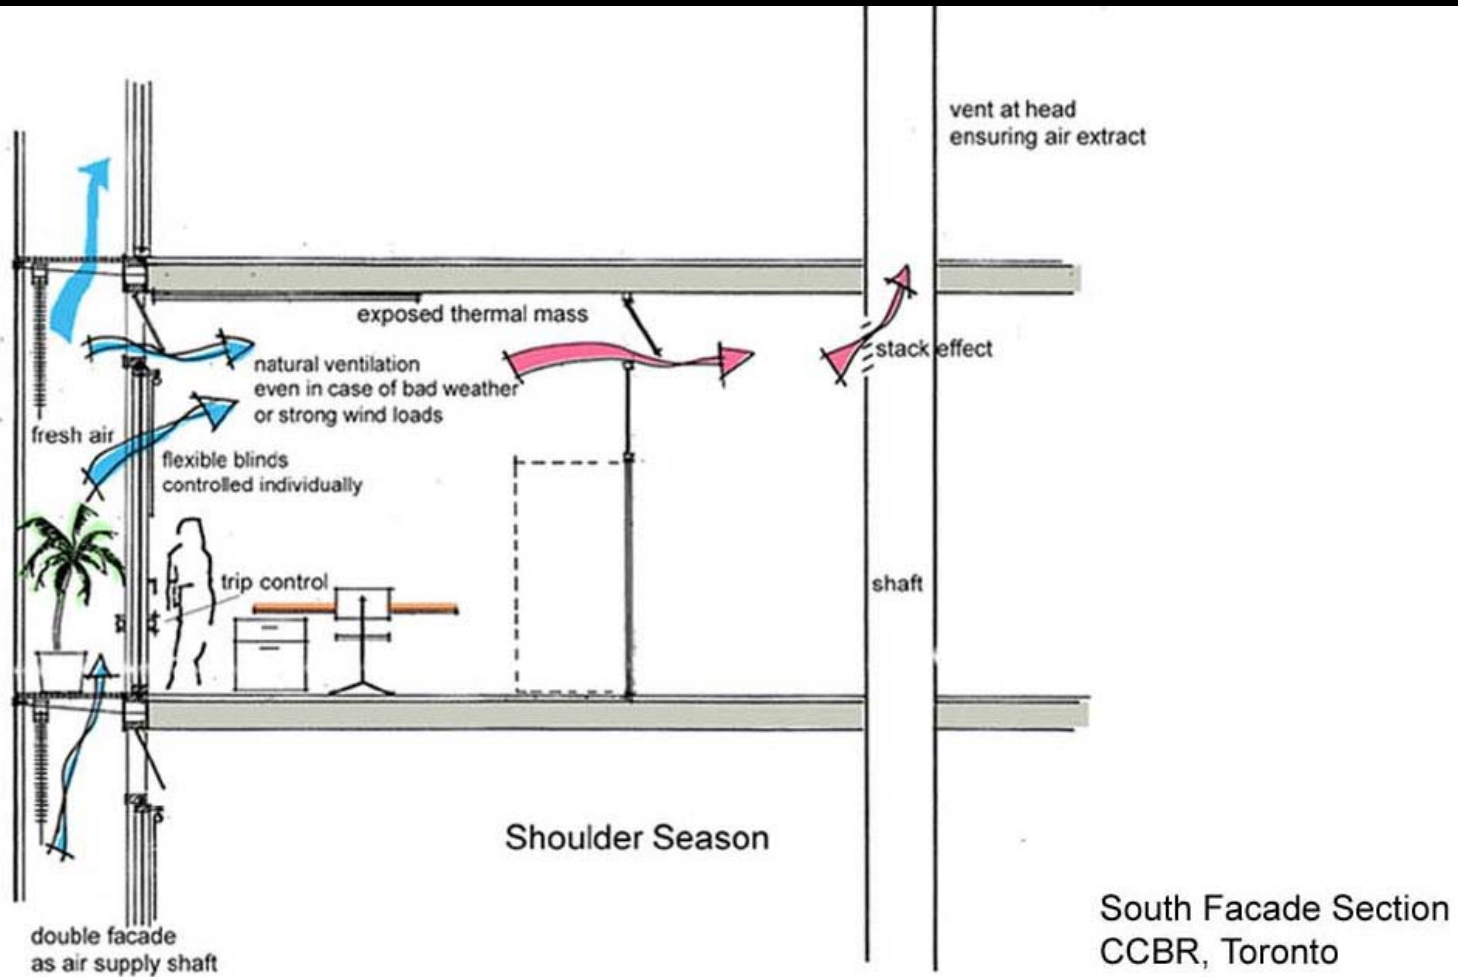 vent at head
ensuring air extract
exposed thermal mass
stack effect
natural ventilation
even in case of bad weather
or strong wind loads
fresh air
flexible blinds
controlled individually
trip control
shaft
Shoulder Season
double facade
as air supply shaft
South Facade Section
CCBR, Toronto